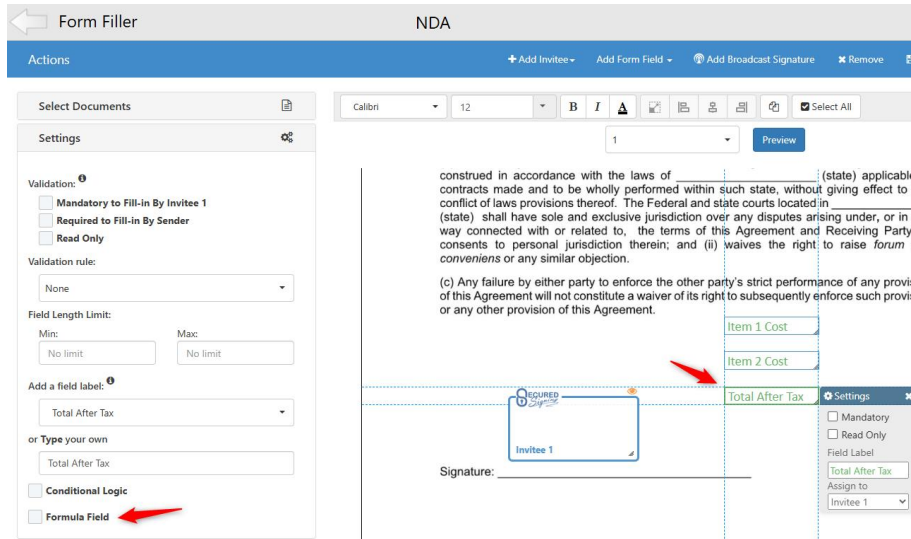 Form Filler
NDA
Actions
Add Invitee
Add Form Field
Add Broadcast Signature
Remove
Select Documents
Settings
Validation:
Mandatory to Fill-in By Invitee 1
Required to Fill-in By Sender
Read Only
Validation rule:
None
Field Length Limit:
Min:
Max:
No limit
No limit
Add a field label:
Total After Tax
or Type your own
Total After Tax
Conditional Logic
Formula Field
Calibri
12
B I A
Select All
1
Preview
construed in accordance with the laws of (state) applicable
contracts made and to be wholly performed within such state, without giving effect to
conflict of laws provisions thereof. The Federal and state courts located in
(state) shall have sole and exclusive jurisdiction over any disputes arising under, or in
way connected with or related to, the terms of this Agreement and Receiving Party
consents to personal jurisdiction therein; and (ii) waives the right to raise forum
conveniens or any similar objection.
(c) Any failure by either party to enforce the other party's strict performance of any
of this Agreement will not constitute a waiver of its right to subsequently enforce such
or any other provision of this Agreement.
Item 1 Cost
Item 2 Cost
Total After Tax
SECURED
Signing
Invitee 1
Signature:
Settings
Mandatory
Read Only
Field Label
Total After Tax
Assign to
Invitee 1